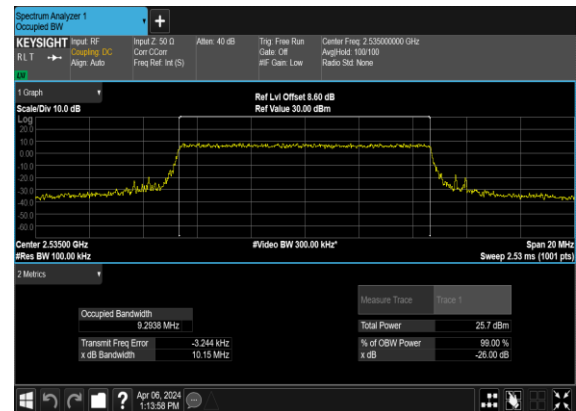 Spectrum Analyzer 1
Occupied BW
KEYSIGHT
RLT
Input: RF
Coupling: DC
Align: Auto
Input Z: 50 Ω
Corr CCorr
Freq Ref: Int (S)
Atten: 40 dB
Trig: Free Run
Gate: Off
#IF Gain: Low
Center Freq: 2.535000000 GHz
Avg|Hold: 100/100
Radio Std: None
1 Graph
Scale/Div 10.0 dB
Ref Lvl Offset 8.60 dB
Ref Value 30.00 dBm
Log
20.0
10.0
0.00
-10.0
-20.0
-30.0
-40.0
-50.0
-60.0
Center 2.53500 GHz
#Res BW 100.00 kHz
#Video BW 300.00 kHz*
Span 20 MHz
Sweep 2.53 ms (1001 pts)
2 Metrics
Measure Trace
Trace 1
Occupied Bandwidth
9.2938 MHz
Total Power
25.7 dBm
Transmit Freq Error
-3.244 kHz
% of OBW Power
99.00 %
x dB Bandwidth
10.15 MHz
x dB
-26.00 dB
?
Apr 06, 2024
1:13:58 PM